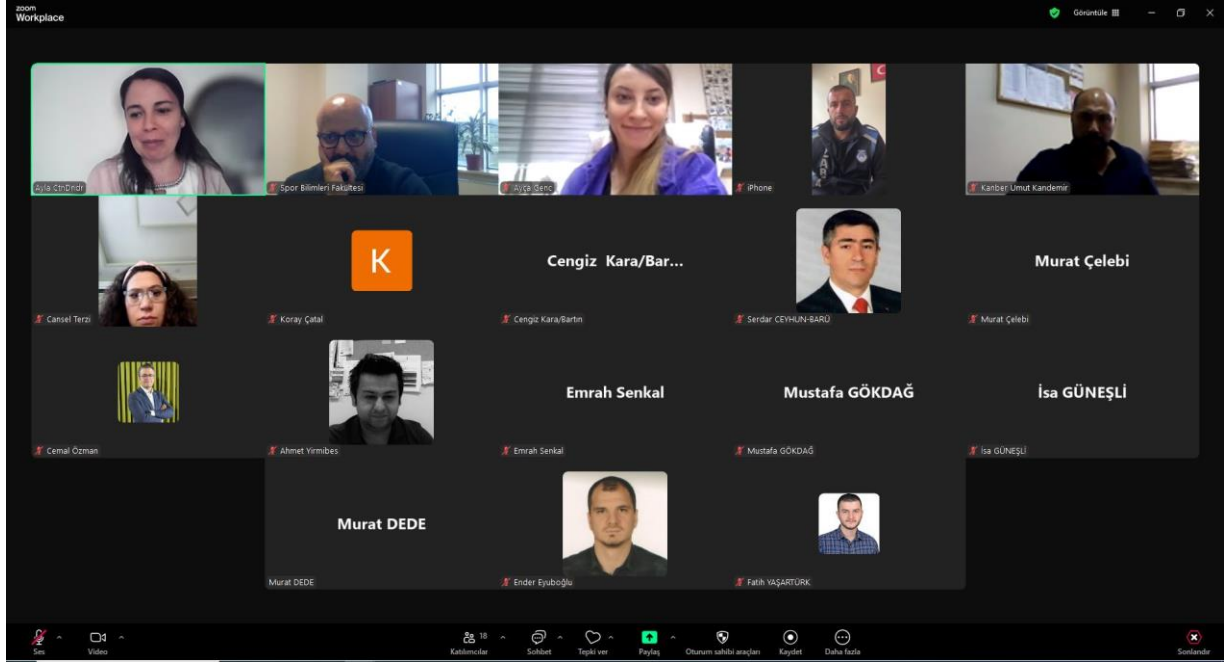 zoom
Workplace
Görüntüle
Ayla CtnDndr
Spor Bilimleri Fakültesi
Ayça Genç
iPhone
Kanber Umut Kandemir
Cansel Terzi
K
Koray Çatal
Cengiz Kara/Bar...
Cengiz Kara/Bartın
Serdar CEYHUN-BARÜ
Murat Çelebi
Murat Çelebi
Cemal Özman
Ahmet Yirmibes
Emrah Senkal
Emrah Senkal
Mustafa GÖKDAĞ
Mustafa GÖKDAĞ
İsa GÜNEŞLİ
İsa GÜNEŞLİ
Murat DEDE
Murat DEDE
Ender Eyuboğlu
Fatih YAŞARTÜRK
Ses
Video
18
Katılımcılar
Sohbet
Tepki ver
Paylaş
Oturum sahibi araçları
Kaydet
Daha fazla
Sonlandır